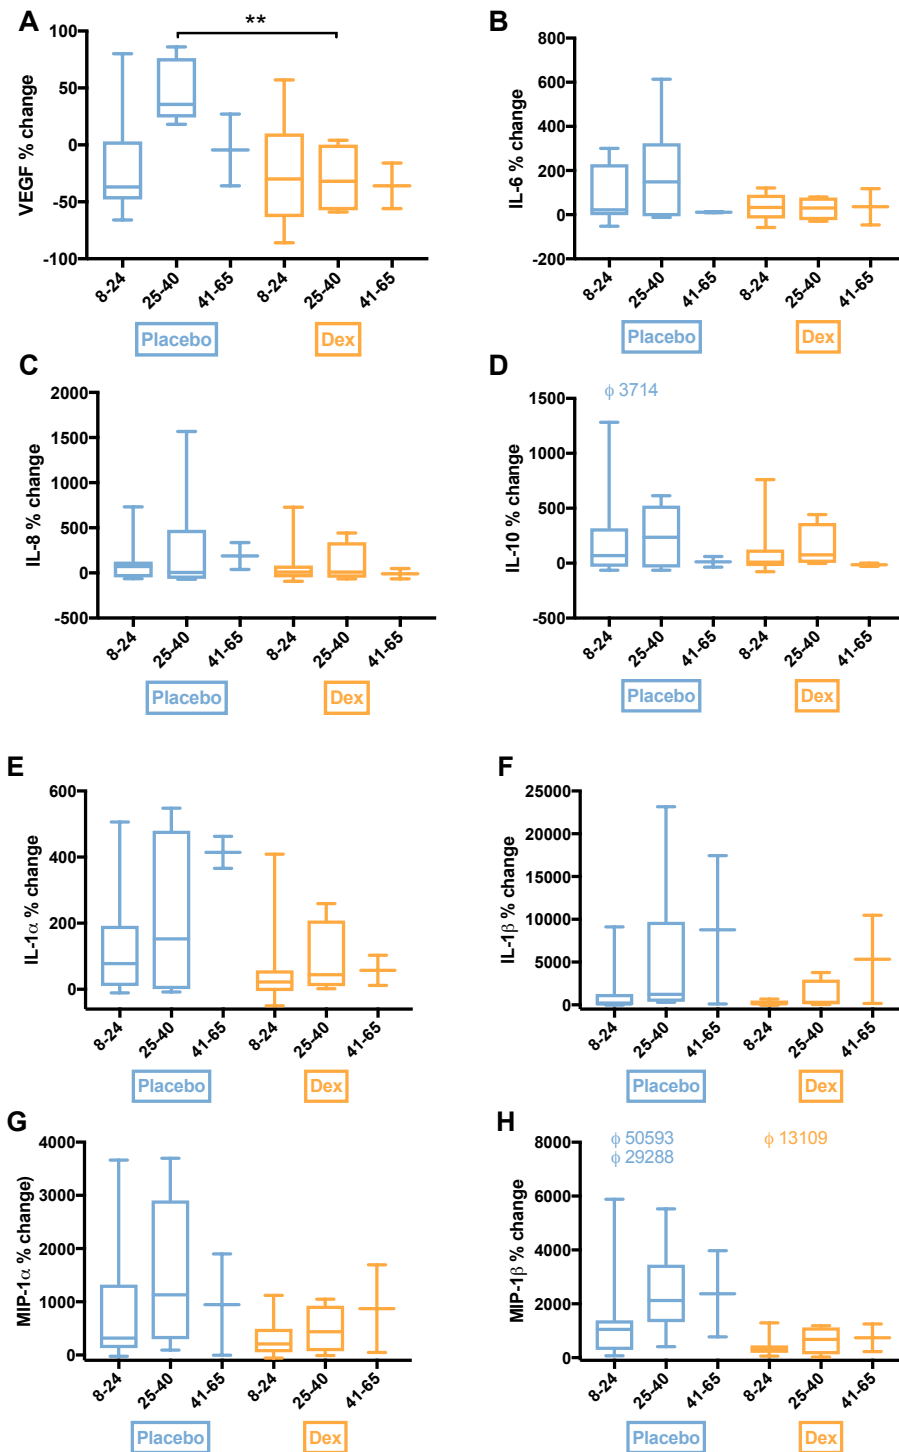 A
**
VEGF % change
100
50
0
-50
-100
8-24
25-40
41-65
8-24
25-40
41-65
Placebo
Dex
B
IL-6 % change
800
600
400
200
0
-200
8-24
25-40
41-65
8-24
25-40
41-65
Placebo
Dex
C
IL-8 % change
2000
1500
1000
500
0
-500
8-24
25-40
41-65
8-24
25-40
41-65
Placebo
Dex
D
ϕ 3714
IL-10 % change
1500
1000
500
0
-500
8-24
25-40
41-65
8-24
25-40
41-65
Placebo
Dex
E
IL-1α % change
600
400
200
0
8-24
25-40
41-65
8-24
25-40
41-65
Placebo
Dex
F
IL-1β % change
25000
20000
15000
10000
5000
0
8-24
25-40
41-65
8-24
25-40
41-65
Placebo
Dex
G
MIP-1α % change)
4000
3000
2000
1000
0
8-24
25-40
41-65
8-24
25-40
41-65
Placebo
Dex
H
ϕ 50593
ϕ 29288
ϕ 13109
MIP-1β % change
8000
6000
4000
2000
0
8-24
25-40
41-65
8-24
25-40
41-65
Placebo
Dex